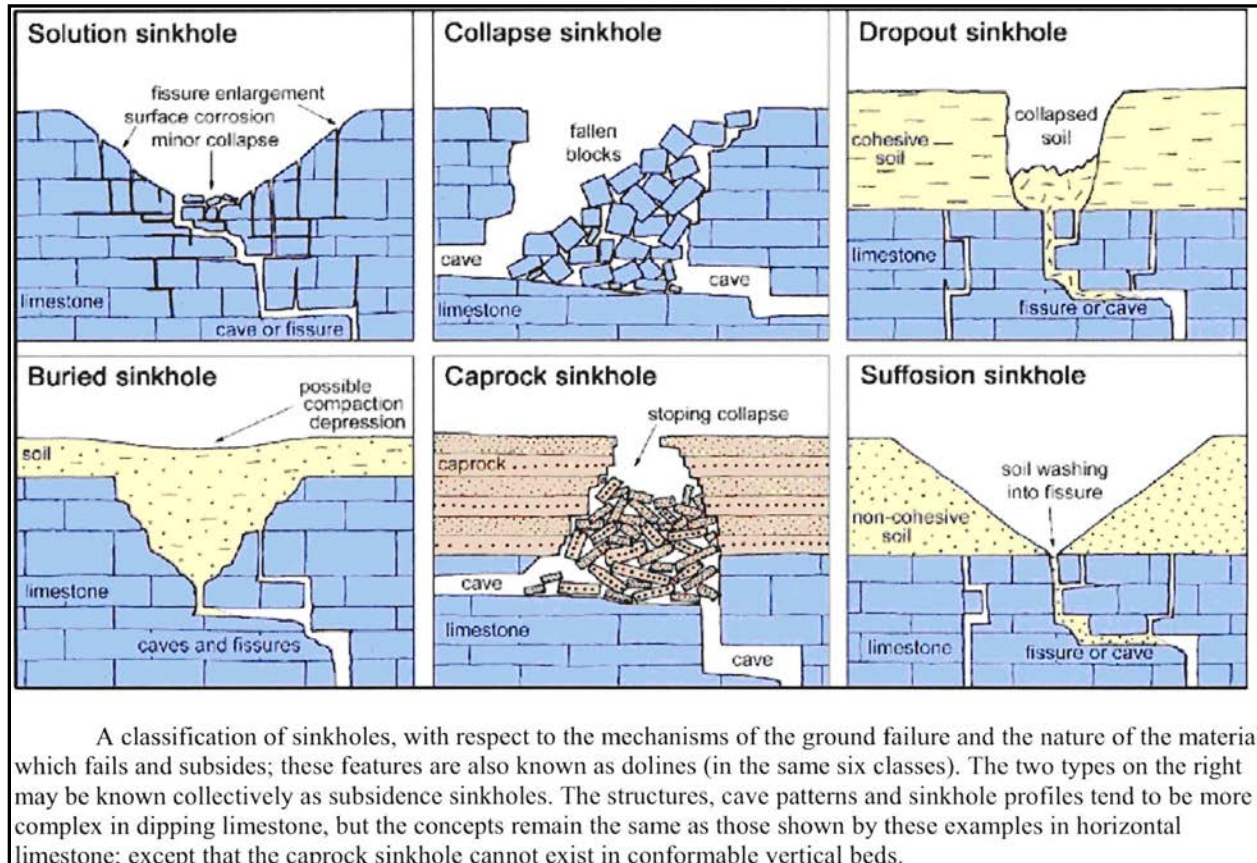 Solution sinkhole
fissure enlargement
surface corrosion
minor collapse
limestone
cave or fissure
Collapse sinkhole
fallen
blocks
cave
cave
limestone
Dropout sinkhole
collapsed
soil
cohesive
soil
limestone
fissure or cave
Buried sinkhole
possible
compaction
depression
soil
limestone
caves and fissures
Caprock sinkhole
stoping collapse
caprock
cave
limestone
cave
Suffosion sinkhole
soil washing
into fissure
non-cohesive
soil
limestone
fissure or cave
A classification of sinkholes, with respect to the mechanisms of the ground failure and the nature of the materia
which fails and subsides; these features are also known as dolines (in the same six classes). The two types on the right
may be known collectively as subsidence sinkholes. The structures, cave patterns and sinkhole profiles tend to be more
complex in dipping limestone, but the concepts remain the same as those shown by these examples in horizontal
limestone; except that the caprock sinkhole cannot exist in conformable vertical beds.